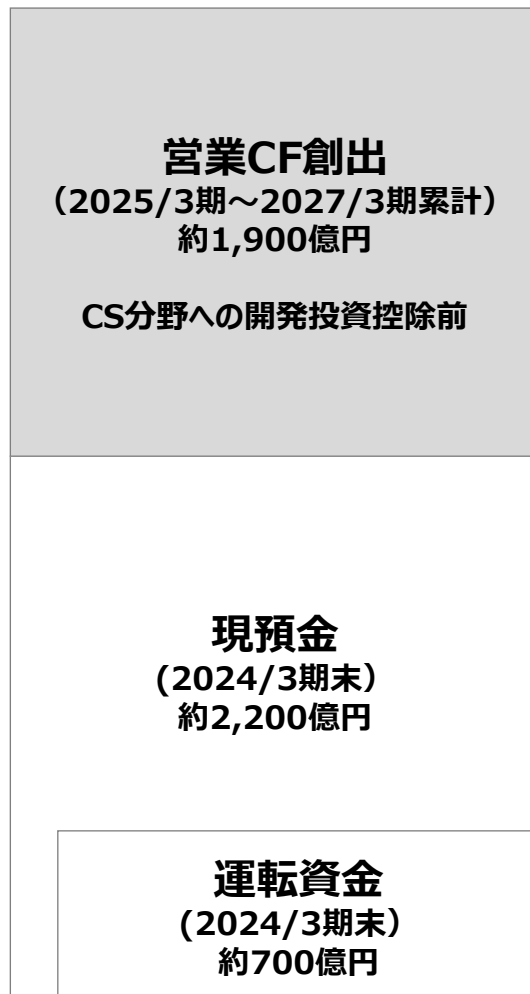 営業CF創出
（2025/3期～2027/3期累計）
約1,900億円
CS分野への開発投資控除前
現預金
(2024/3期末）
約2,200億円
運転資金
(2024/3期末）
約700億円